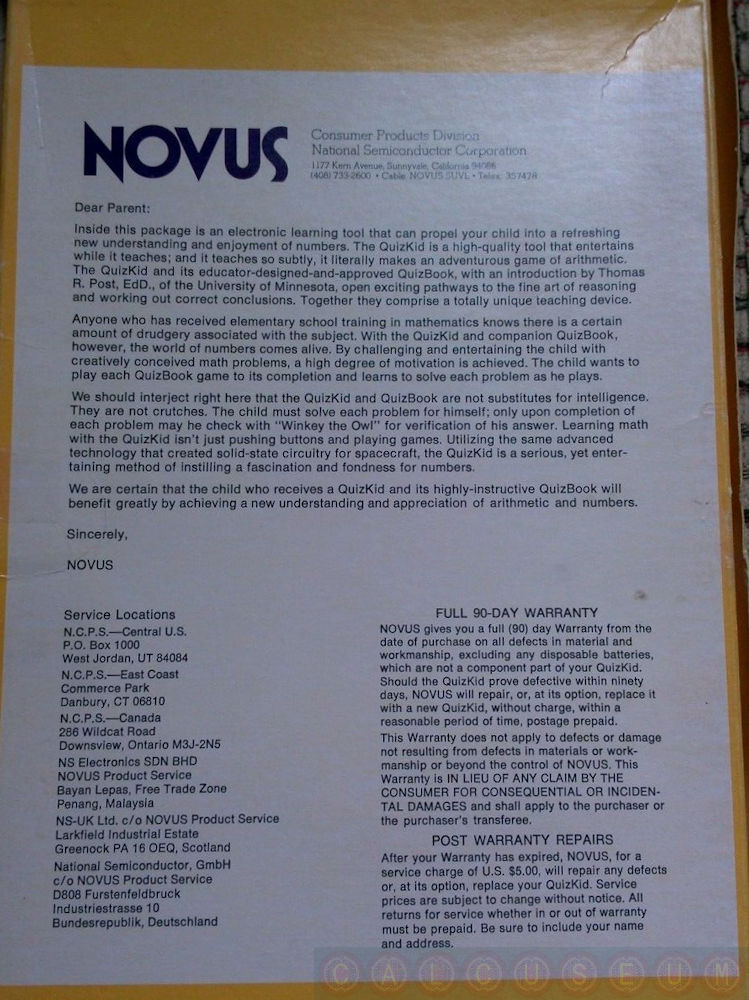 NOVUS
Consumer Products Division
National Semiconductor Corporation
1177 Kern Avenue, Sunnyvale, California 94086
(408) 733-2600 • Cable NOVUS SUVL • Telex 357428
Dear Parent:
Inside this package is an electronic learning tool that can propel your child into a refreshing
new understanding and enjoyment of numbers. The QuizKid is a high-quality tool that entertains
while it teaches; and it teaches so subtly, it literally makes an adventurous game of arithmetic.
The QuizKid and its educator-designed-and-approved QuizBook, with an introduction by Thomas
R. Post, EdD., of the University of Minnesota, open exciting pathways to the fine art of reasoning
and working out correct conclusions. Together they comprise a totally unique teaching device.
Anyone who has received elementary school training in mathematics knows there is a certain
amount of drudgery associated with the subject. With the QuizKid and companion QuizBook,
however, the world of numbers comes alive. By challenging and entertaining the child with
creatively conceived math problems, a high degree of motivation is achieved. The child wants to
play each QuizBook game to its completion and learns to solve each problem as he plays.
We should interject right here that the QuizKid and QuizBook are not substitutes for intelligence.
They are not crutches. The child must solve each problem for himself; only upon completion of
each problem may he check with "Winkey the Owl" for verification of his answer. Learning math
with the QuizKid isn't just pushing buttons and playing games. Utilizing the same advanced
technology that created solid-state circuitry for spacecraft, the QuizKid is a serious, yet enter-
taining method of instilling a fascination and fondness for numbers.
We are certain that the child who receives a QuizKid and its highly-instructive QuizBook will
benefit greatly by achieving a new understanding and appreciation of arithmetic and numbers.
Sincerely,
NOVUS
Service Locations
N.C.P.S.—Central U.S.
P.O. Box 1000
West Jordan, UT 84084
N.C.P.S.—East Coast
Commerce Park
Danbury, CT 06810
N.C.P.S.—Canada
286 Wildcat Road
Downsview, Ontario M3J-2N5
NS Electronics SDN BHD
NOVUS Product Service
Bayan Lepas, Free Trade Zone
Penang, Malaysia
NS-UK Ltd. c/o NOVUS Product Service
Larkfield Industrial Estate
Greenock PA 16 OEQ, Scotland
National Semiconductor, GmbH
c/o NOVUS Product Service
D808 Furstenfeldbruck
Industriestrasse 10
Bundesrepublik, Deutschland
FULL 90-DAY WARRANTY
NOVUS gives you a full (90) day Warranty from the
date of purchase on all defects in material and
workmanship, excluding any disposable batteries,
which are not a component part of your QuizKid.
Should the QuizKid prove defective within ninety
days, NOVUS will repair, or, at its option, replace it
with a new QuizKid, without charge, within a
reasonable period of time, postage prepaid.
This Warranty does not apply to defects or damage
not resulting from defects in materials or work-
manship or beyond the control of NOVUS. This
Warranty is IN LIEU OF ANY CLAIM BY THE
CONSUMER FOR CONSEQUENTIAL OR INCIDEN-
TAL DAMAGES and shall apply to the purchaser or
the purchaser's transferee.
POST WARRANTY REPAIRS
After your Warranty has expired, NOVUS, for a
service charge of U.S. $5.00, will repair any defects
or, at its option, replace your QuizKid. Service
prices are subject to change without notice. All
returns for service whether in or out of warranty
must be prepaid. Be sure to include your name
and address.
CALCUSEUM